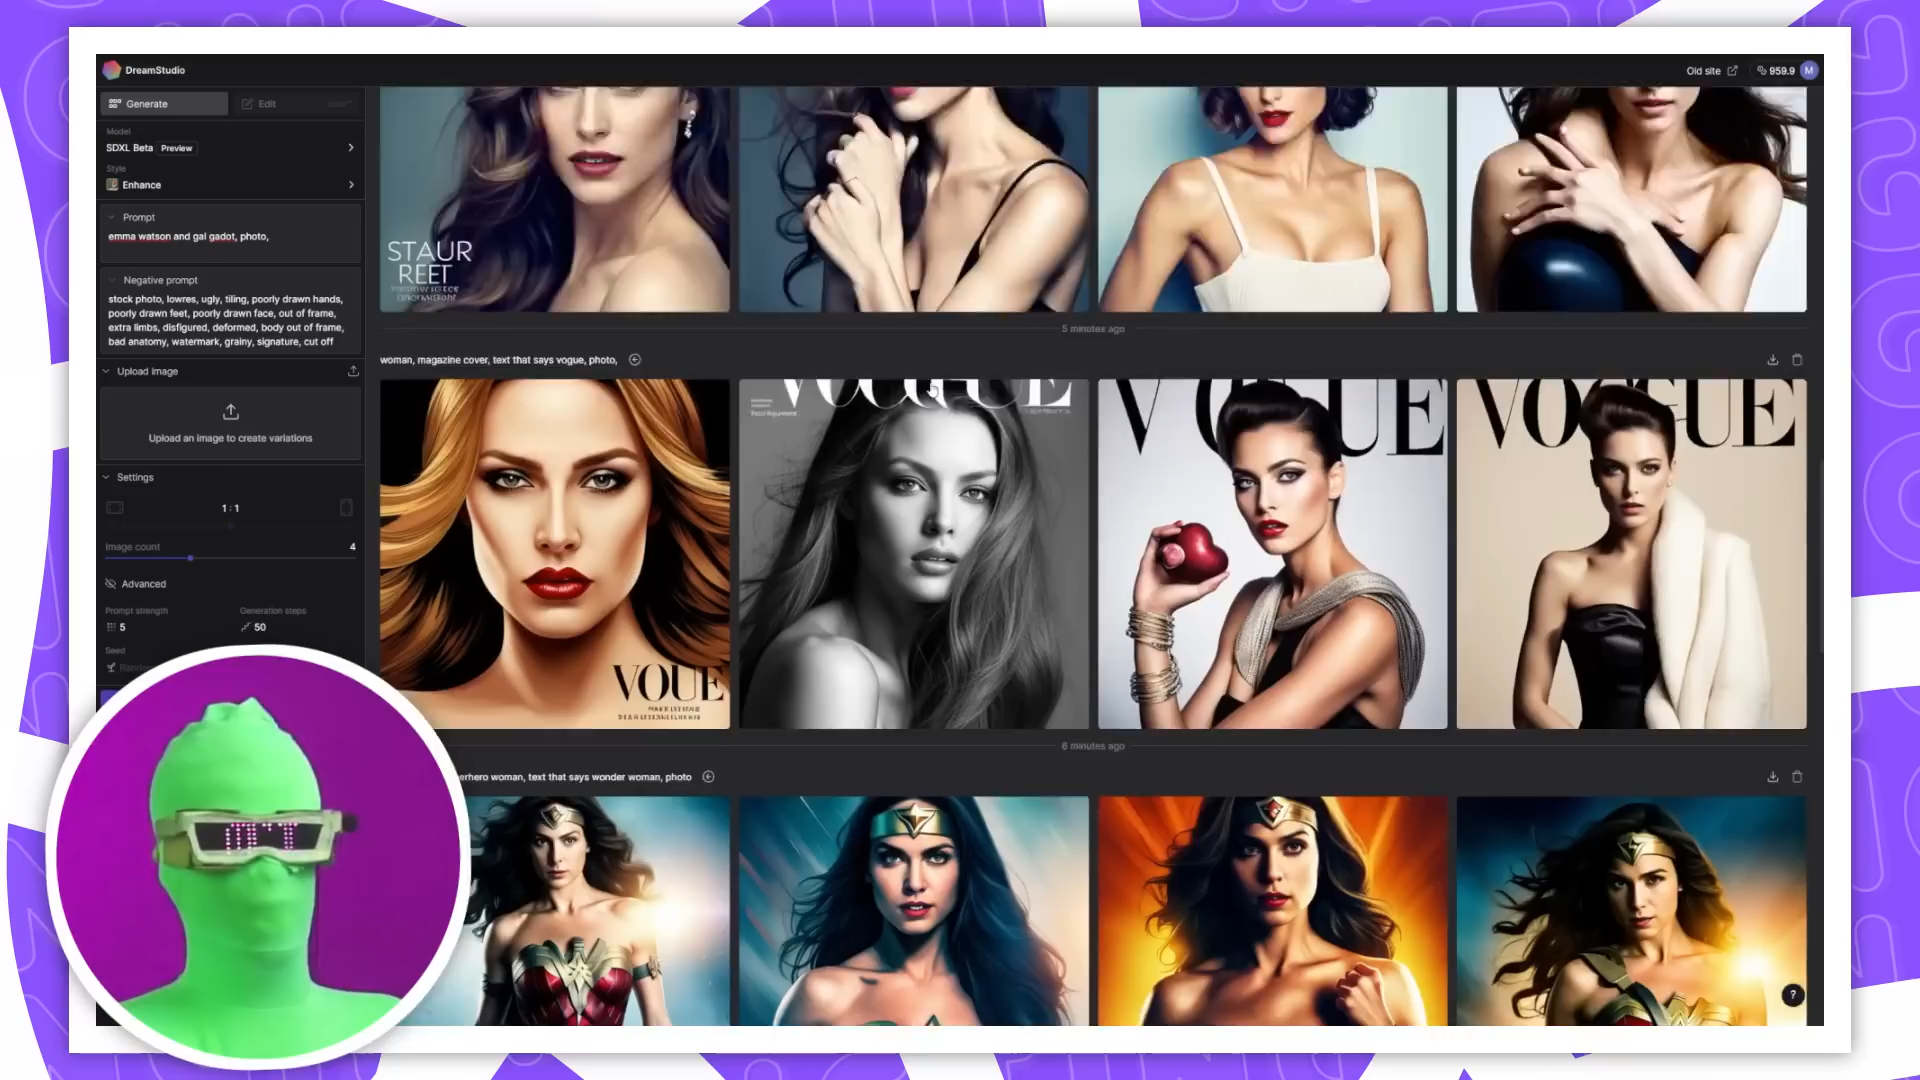 DreamStudio
Old site
959.9
M
Generate
Edit
Model
SDXL Beta Preview
Style
Enhance
Prompt
emma watson and gal gadot, photo,
Negative prompt
stock photo, lowres, ugly, tiling, poorly drawn hands,
poorly drawn feet, poorly drawn face, out of frame,
extra limbs, disfigured, deformed, body out of frame,
bad anatomy, watermark, grainy, signature, cut off
Upload image
Upload an image to create variations
Settings
1 : 1
Image count
4
Advanced
Prompt strength
Generation steps
5
50
Seed
STAUR
REET
5 minutes ago
woman, magazine cover, text that says vogue, photo,
VOUE
VOGUE
V OGUE
VOGUE
6 minutes ago
erhero woman, text that says wonder woman, photo
?